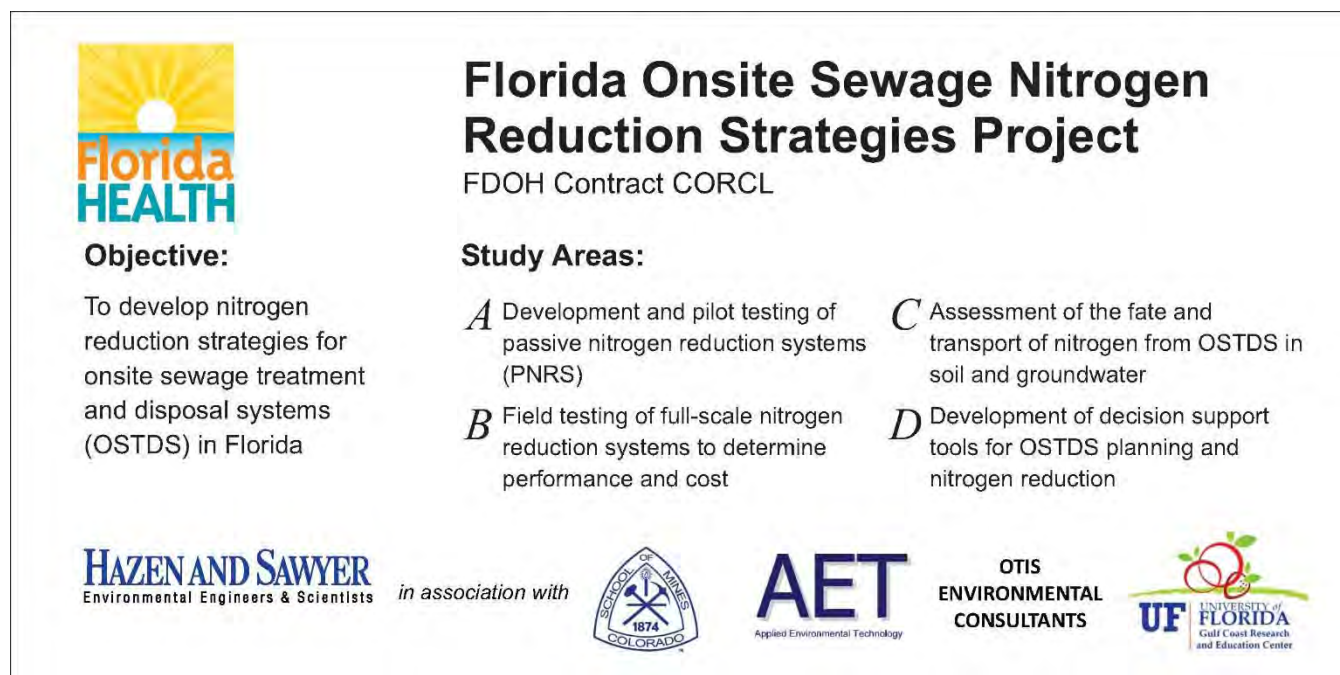 Florida
HEALTH
Florida Onsite Sewage Nitrogen
Reduction Strategies Project
FDOH Contract CORCL
Objective:
To develop nitrogen
reduction strategies for
onsite sewage treatment
and disposal systems
(OSTDS) in Florida
Study Areas:
A Development and pilot testing of
passive nitrogen reduction systems
(PNRS)
B Field testing of full-scale nitrogen
reduction systems to determine
performance and cost
C Assessment of the fate and
transport of nitrogen from OSTDS in
soil and groundwater
D Development of decision support
tools for OSTDS planning and
nitrogen reduction
HAZEN AND SAWYER
Environmental Engineers & Scientists
in association with
SCHOOL OF MINES
1874
COLORADO
AET
Applied Environmental Technology
OTIS
ENVIRONMENTAL
CONSULTANTS
UF
UNIVERSITY of
FLORIDA
Gulf Coast Research
and Education Center